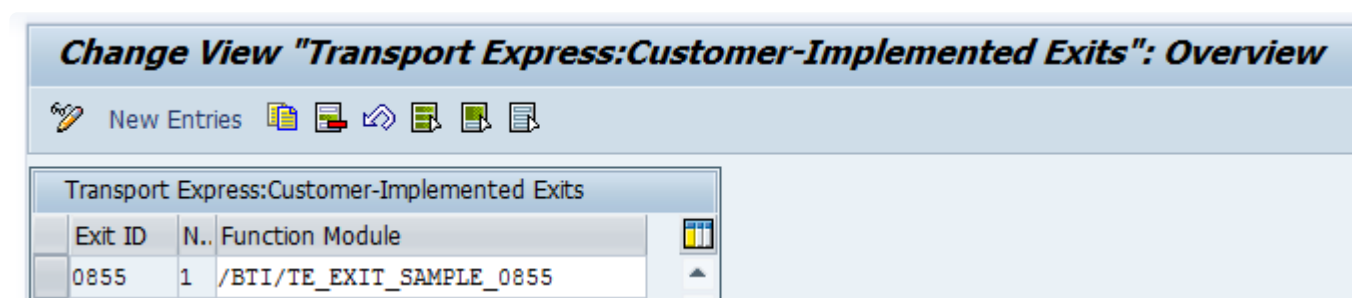 Change View "Transport Express:Customer-Implemented Exits": Overview
New Entries
Transport Express:Customer-Implemented Exits
Exit ID N.. Function Module
0855 1 /BTI/TE_EXIT_SAMPLE_0855